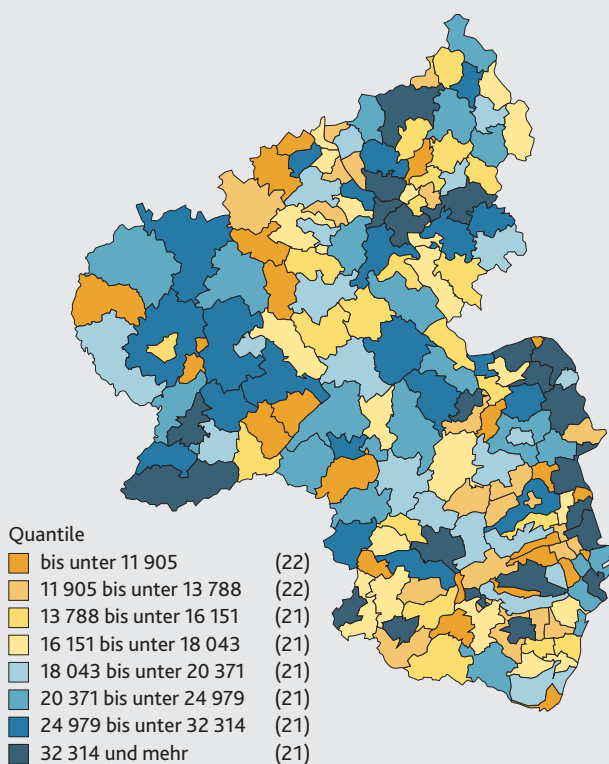 Quantile
bis unter 11 905 (22)
11 905 bis unter 13 788 (22)
13 788 bis unter 16 151 (21)
16 151 bis unter 18 043 (21)
18 043 bis unter 20 371 (21)
20 371 bis unter 24 979 (21)
24 979 bis unter 32 314 (21)
32 314 und mehr (21)